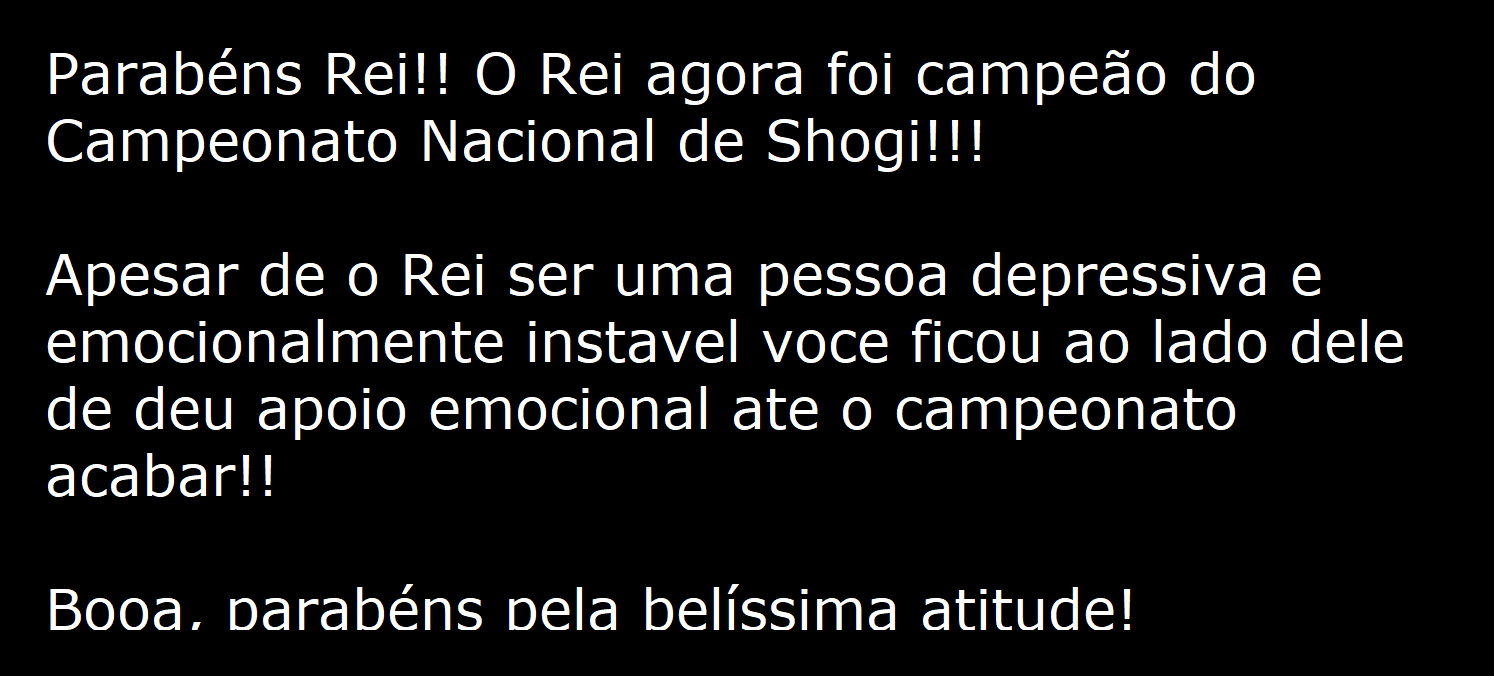 Parabéns Rei!! O Rei agora foi campeão do
Campeonato Nacional de Shogi!!!
Apesar de o Rei ser uma pessoa depressiva e
emocionalmente instavel voce ficou ao lado dele
de deu apoio emocional ate o campeonato
acabar!!
Booa, parabéns pela belíssima atitude!